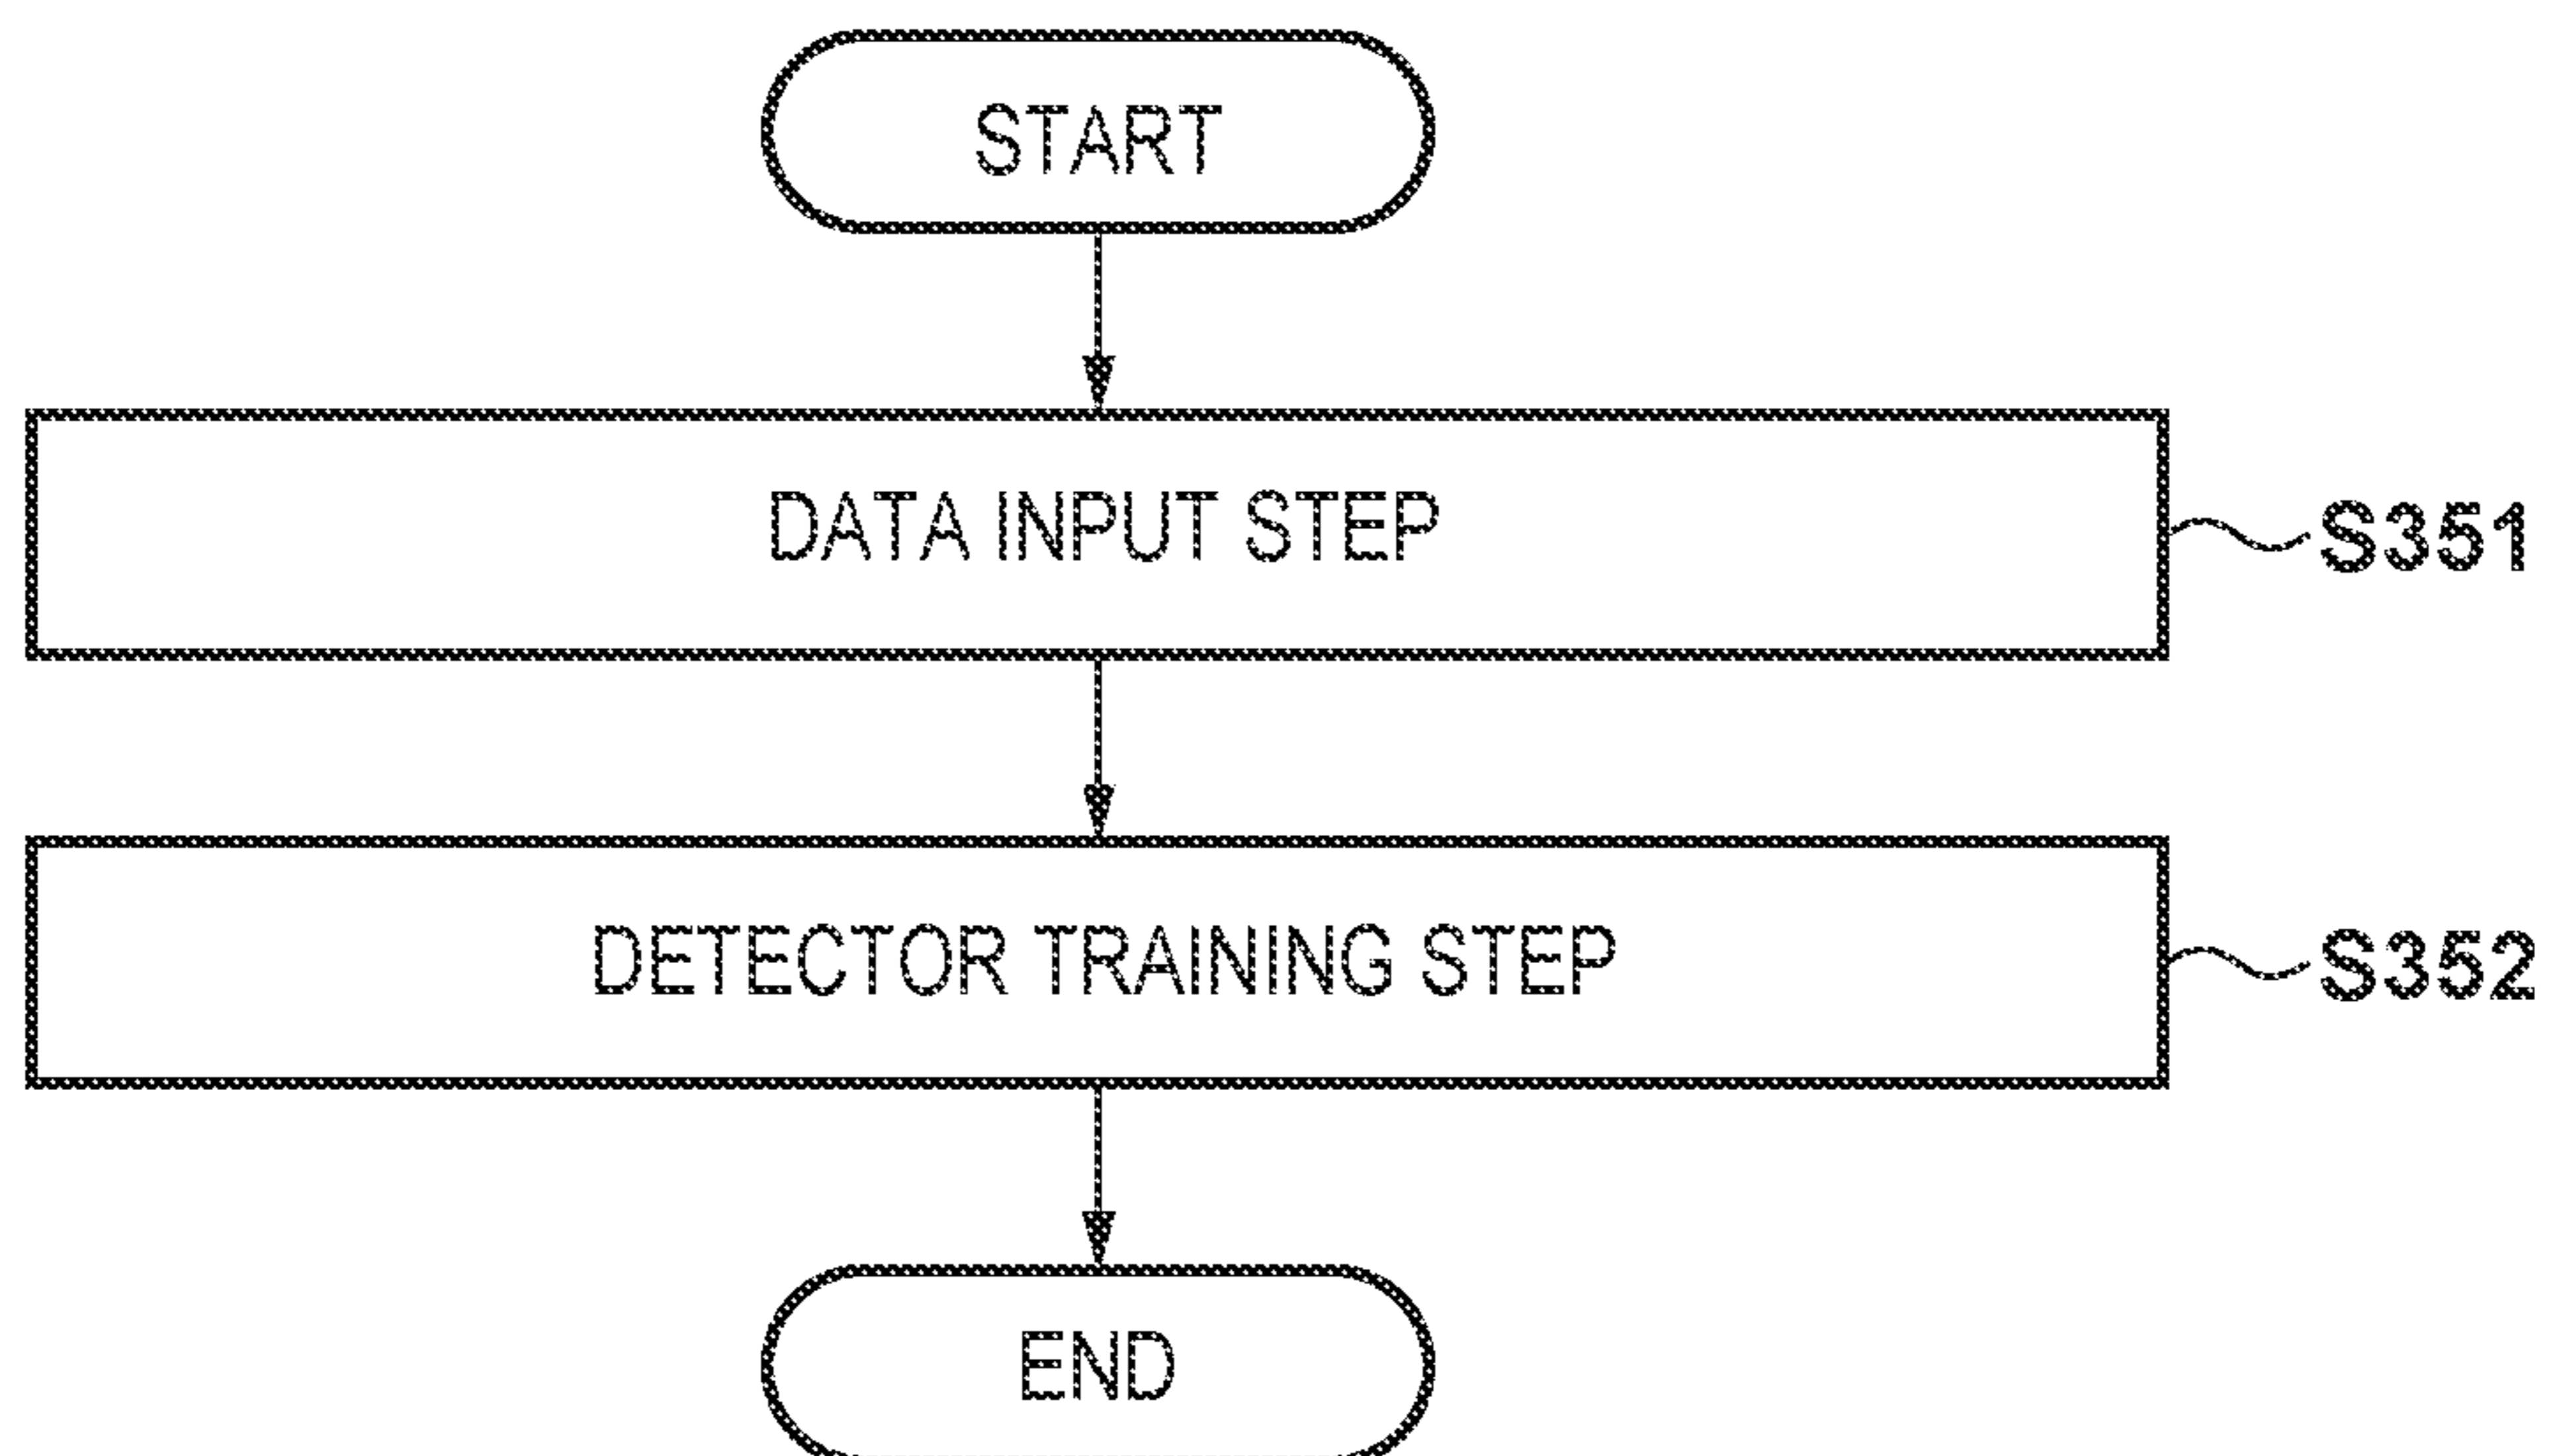 START
DATA INPUT STEP
S351
DETECTOR TRAINING STEP
S352
END